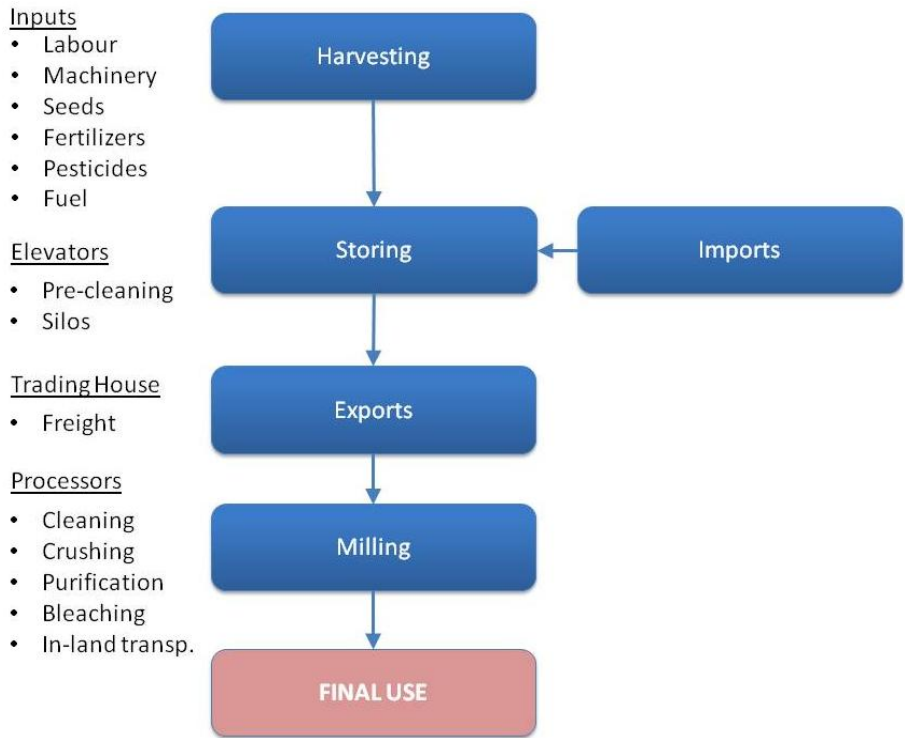 Inputs
• Labour
• Machinery
• Seeds
• Fertilizers
• Pesticides
• Fuel
Harvesting
Elevators
• Pre-cleaning
• Silos
Storing
Imports
Trading House
• Freight
Exports
Processors
• Cleaning
• Crushing
• Purification
• Bleaching
• In-land transp.
Milling
FINAL USE